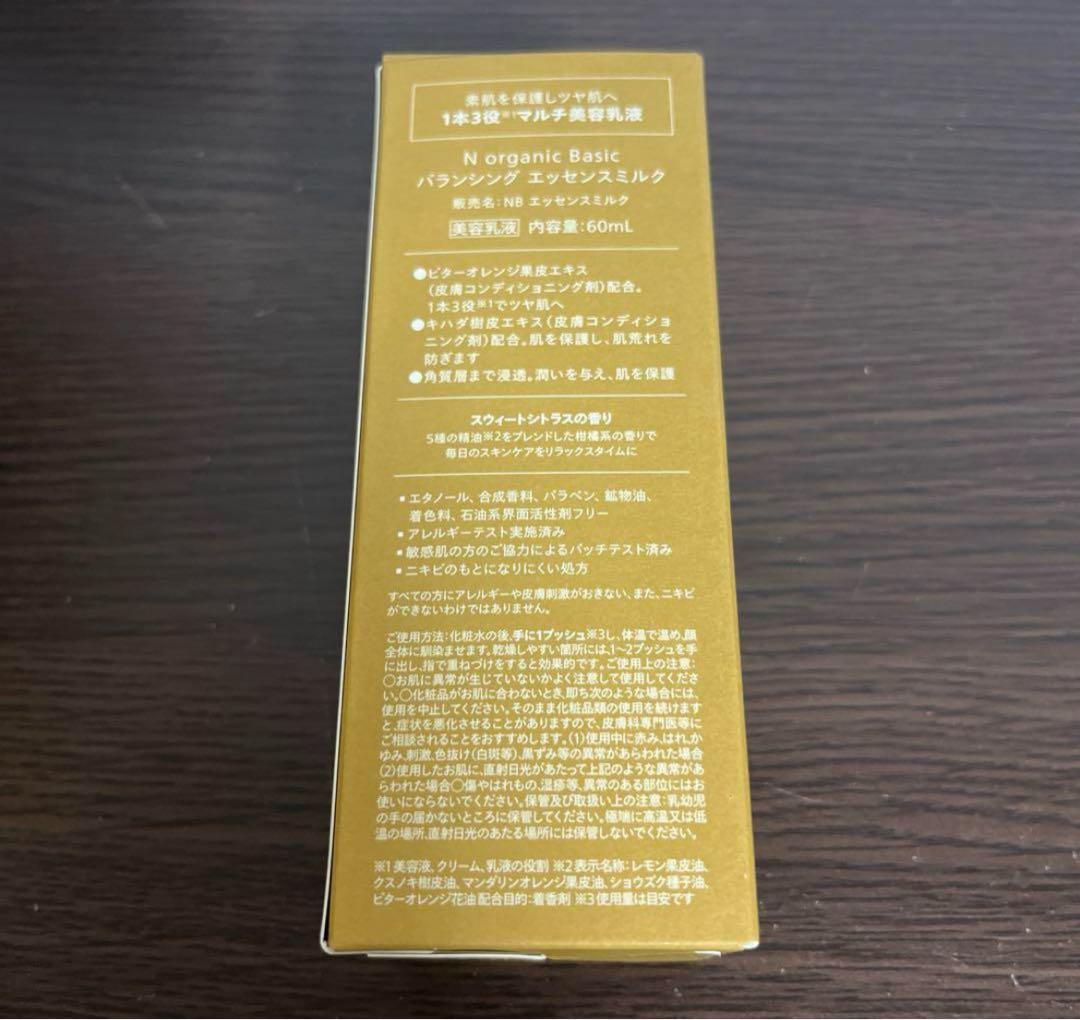 素肌を保護しツヤ肌へ
1本3役※1マルチ美容乳液
N organic Basic
バランシング エッセンスミルク
販売名:NB エッセンスミルク
美容乳液 内容量:60mL
●ビターオレンジ果皮エキス
(皮膚コンディショニング剤)配合。
1本3役※1でツヤ肌へ
●キハダ樹皮エキス(皮膚コンディショ
ニング剤)配合。肌を保護し、肌荒れを
防ぎます
●角質層まで浸透。潤いを与え、肌を保護
スウィートシトラスの香り
5種の精油※2をブレンドした柑橘系の香りで
毎日のスキンケアをリラックスタイムに
▪エタノール、合成香料、パラベン、鉱物油、
着色料、石油系界面活性剤フリー
▪アレルギーテスト実施済み
▪敏感肌の方のご協力によるパッチテスト済み
▪ニキビのもとになりにくい処方
すべての方にアレルギーや皮膚刺激がおきない、また、ニキビ
ができないわけではありません。
ご使用方法:化粧水の後、手に1プッシュ※3し、体温で温め、顔
全体に馴染ませます。乾燥しやすい箇所には、1~2プッシュを手
に出し、指で重ねづけをすると効果的です。ご使用上の注意:
○お肌に異常が生じていないかよく注意して使用してくださ
い。○化粧品がお肌に合わないとき、即ち次のような場合には、
使用を中止してください。そのまま化粧品類の使用を続けます
と、症状を悪化させることがありますので、皮膚科専門医等に
ご相談されることをおすすめします。(1)使用中に赤み、はれ、か
ゆみ、刺激、色抜け(白斑等)、黒ずみ等の異常があらわれた場合
(2)使用したお肌に、直射日光があたって上記のような異常があ
らわれた場合○傷やはれもの、湿疹等、異常のある部位にはお
使いにならないでください。保管及び取扱い上の注意:乳幼児
の手の届かないところに保管してください。極端に高温又は低
温の場所、直射日光のあたる場所には保管しないでください。
※1 美容液、クリーム、乳液の役割 ※2 表示名称:レモン果皮油、
クスノキ樹皮油、マンダリンオレンジ果皮油、ショウズク種子油、
ビターオレンジ花油 配合目的:着香剤 ※3 使用量は目安です